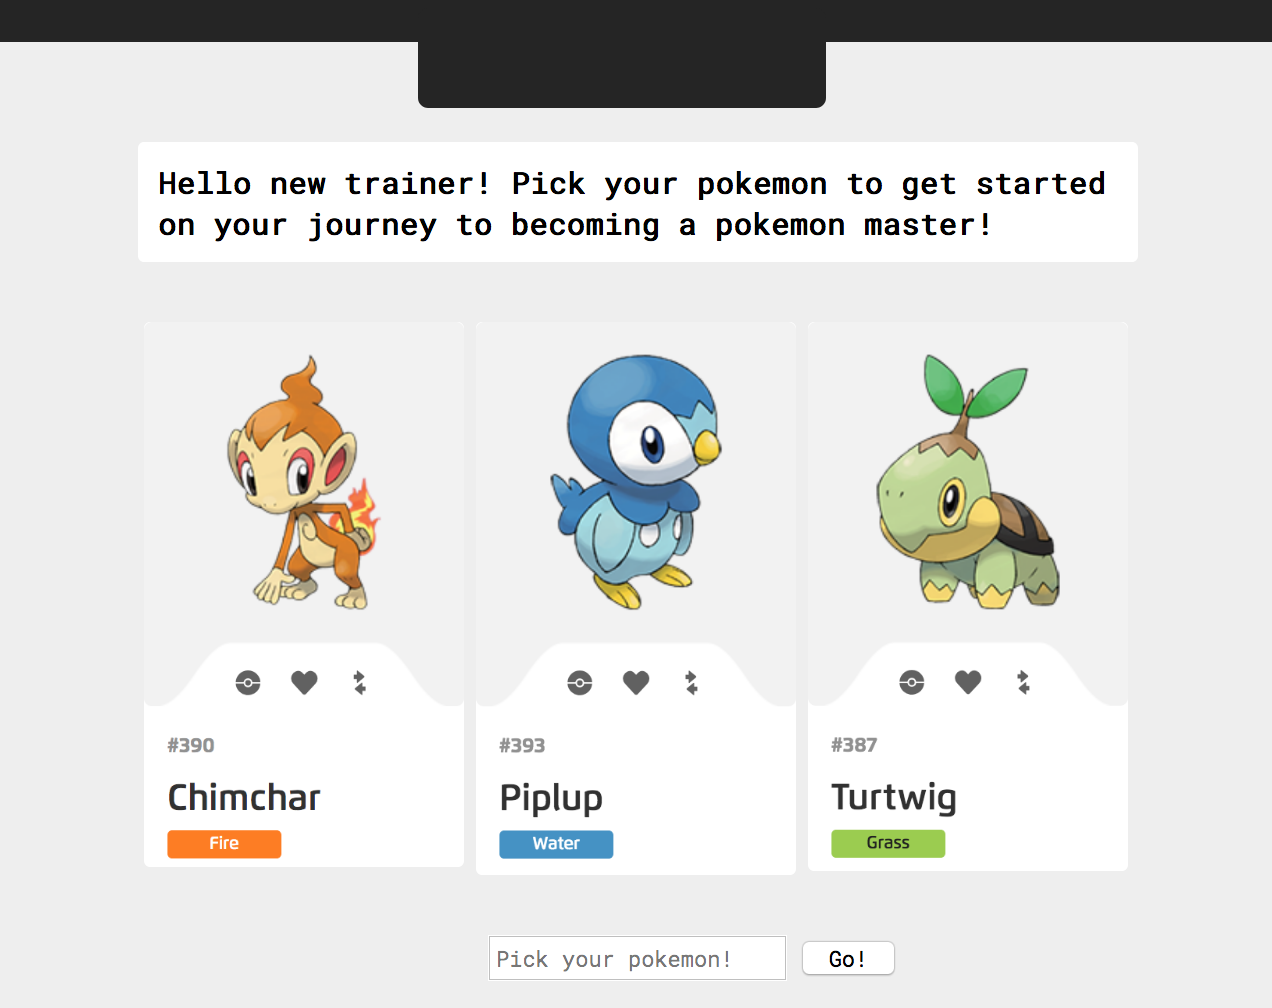 Hello new trainer! Pick your pokemon to get started
on your journey to becoming a pokemon master!
#390
Chimchar
Fire
#393
Piplup
Water
#387
Turtwig
Grass
Pick your pokemon!
Go!